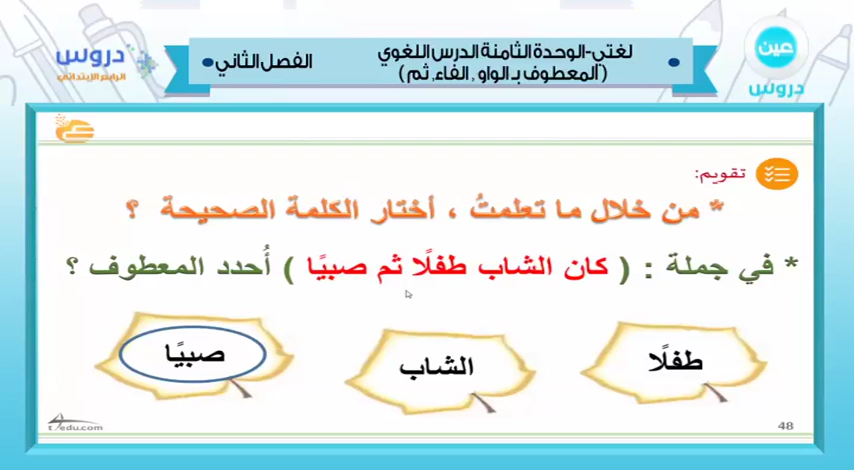 عين
دروس
لغتي-الوحدة الثامنة الدرس اللغوي
(المعطوف بـ الواو , الفاء, ثم )
الفصل الثاني
دروس
الرابع الإبتدائي
تقويم:
* من خلال ما تعلمتُ ، أختار الكلمة الصحيحة ؟
* في جملة : ( كان الشاب طفلًا ثم صبيًا ) أُحدد المعطوف ؟
طفلًا
الشاب
صبيًا
t4edu.com
48